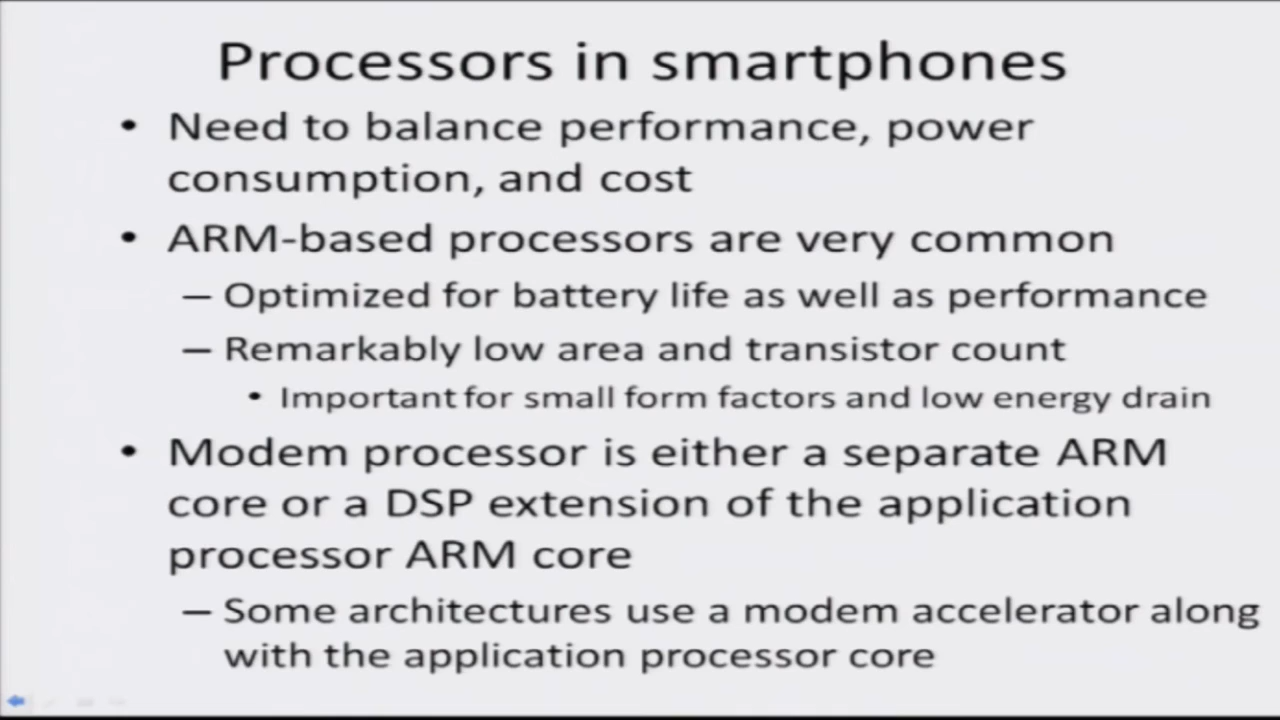 Processors in smartphones
• Need to balance performance, power
consumption, and cost
• ARM-based processors are very common
– Optimized for battery life as well as performance
– Remarkably low area and transistor count
• Important for small form factors and low energy drain
• Modem processor is either a separate ARM
core or a DSP extension of the application
processor ARM core
– Some architectures use a modem accelerator along
with the application processor core